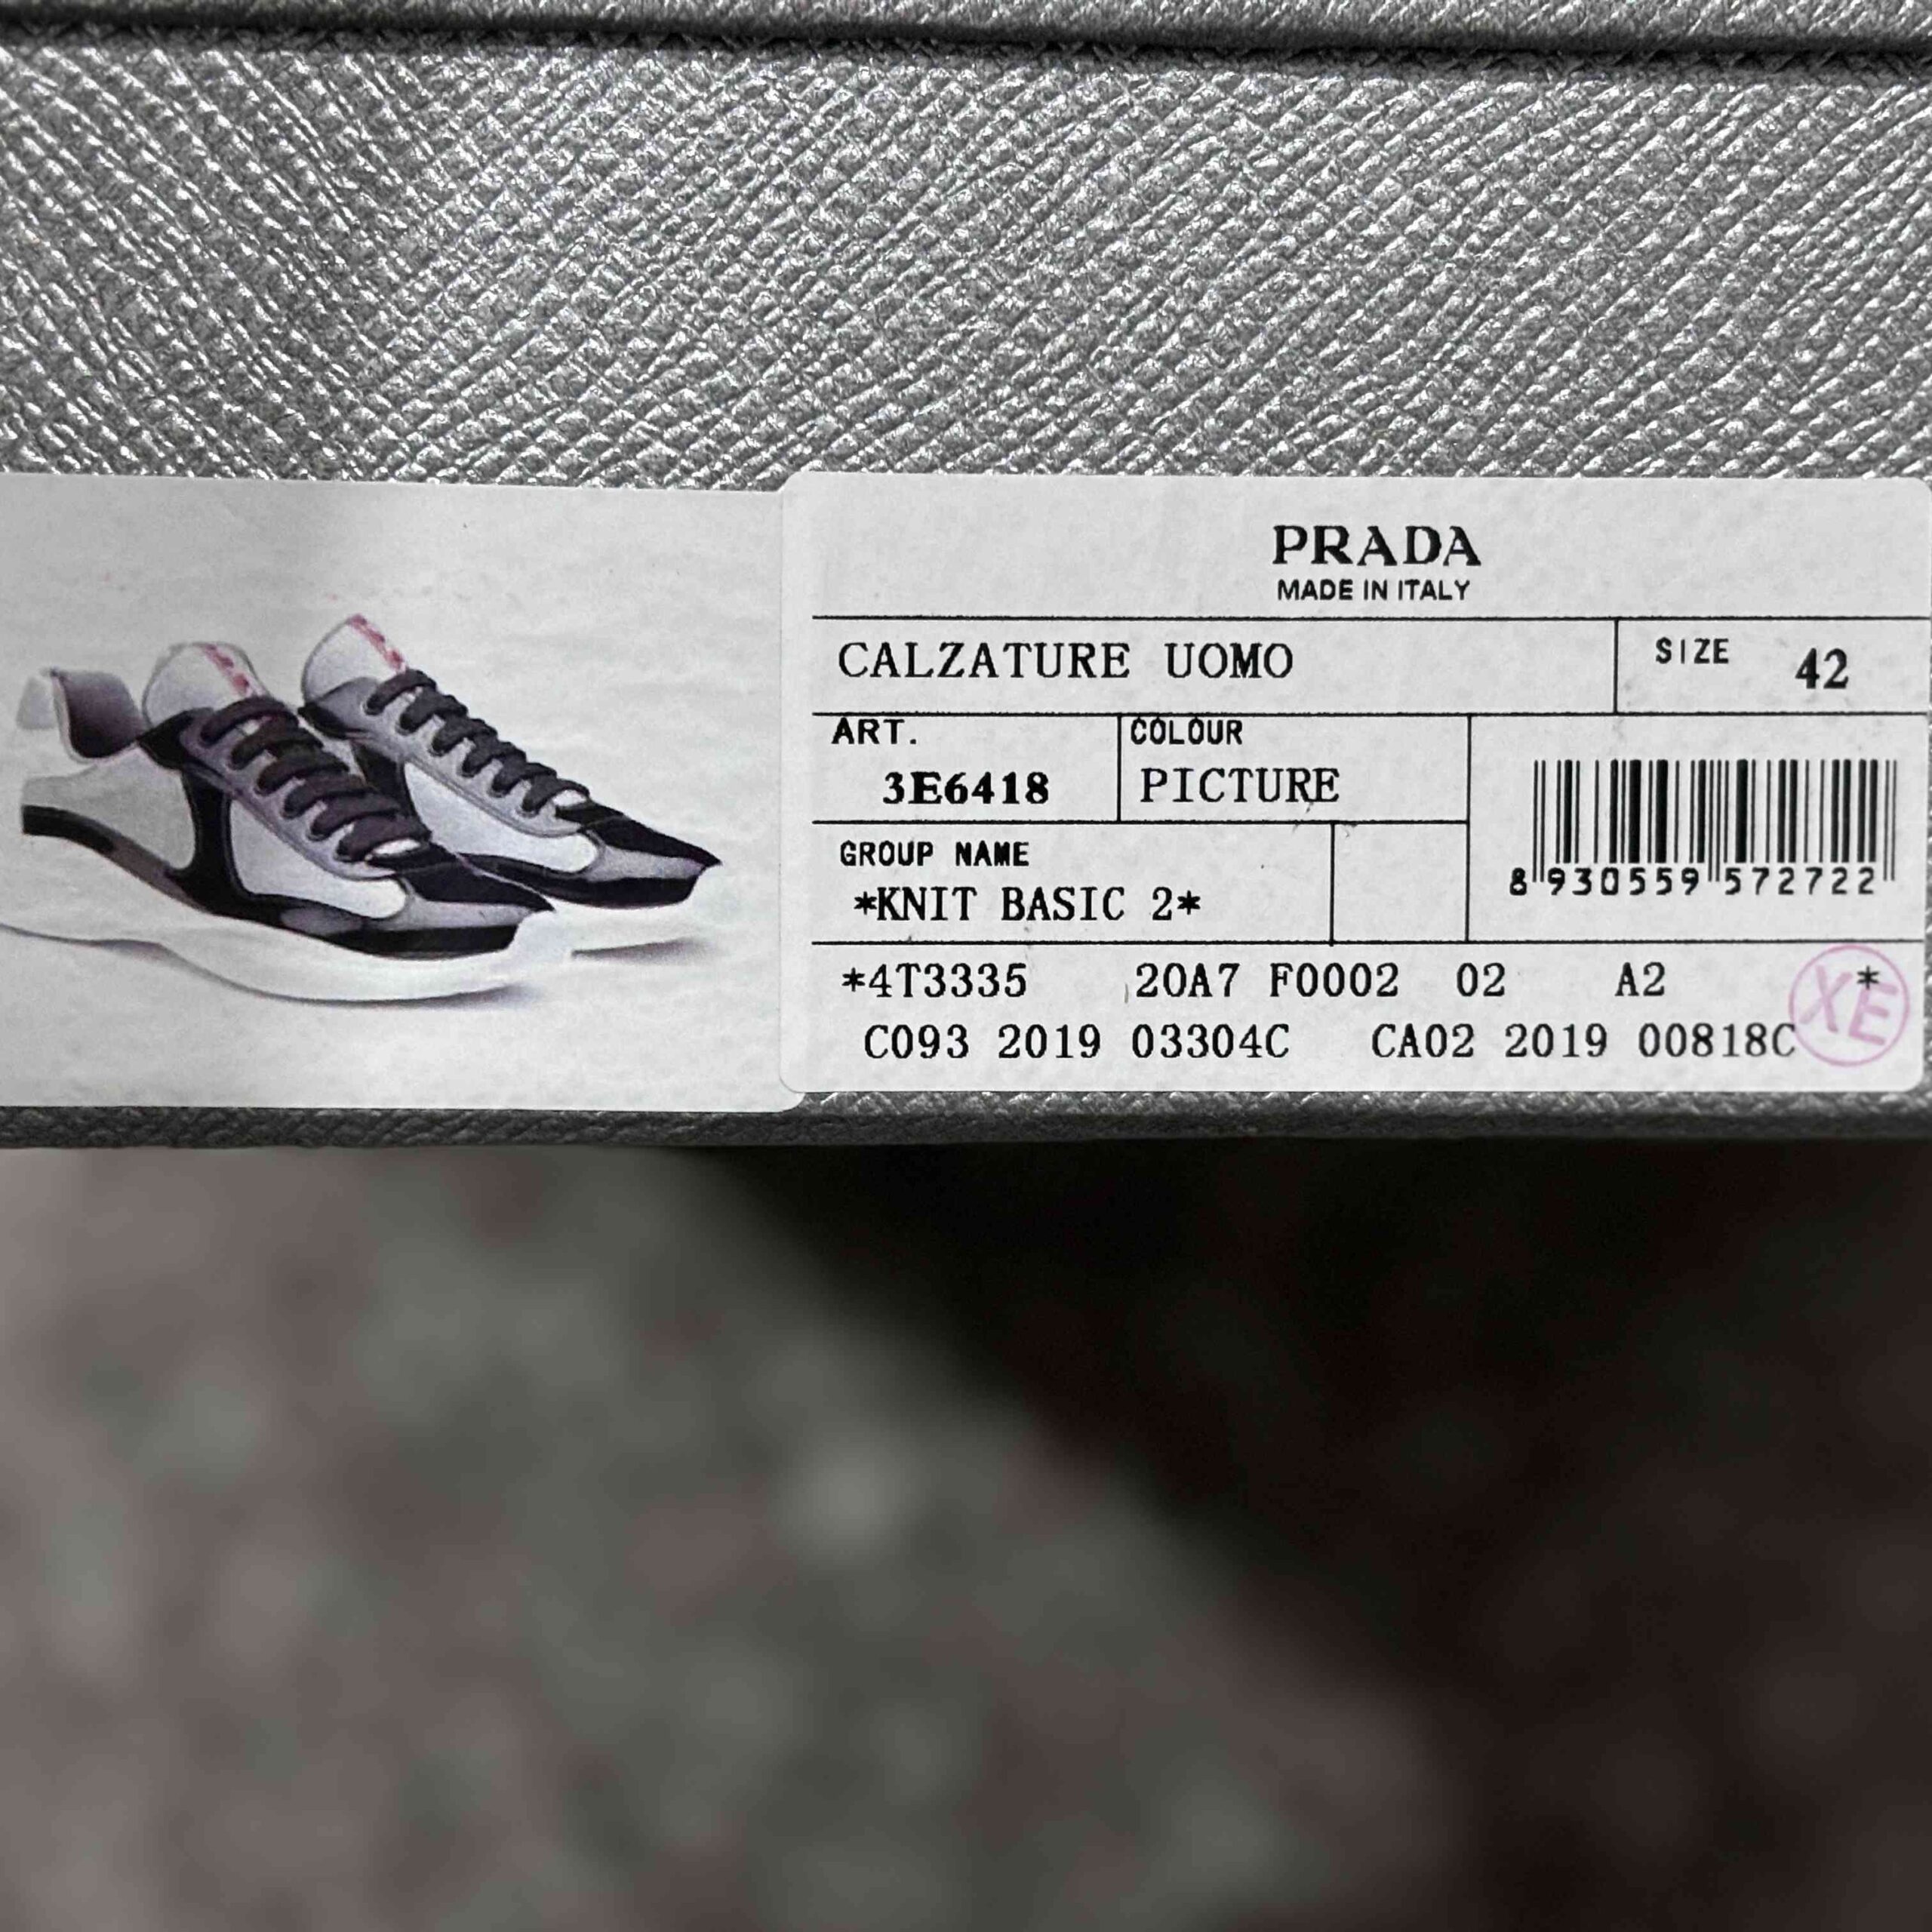 PRADA
MADE IN ITALY
CALZATURE UOMO
SIZE 42
ART.
3E6418
COLOUR
PICTURE
8 930559 572722
GROUP NAME
*KNIT BASIC 2*
*4T3335 20A7 F0002 02 A2 *
C093 2019 03304C CA02 2019 00818C
XE